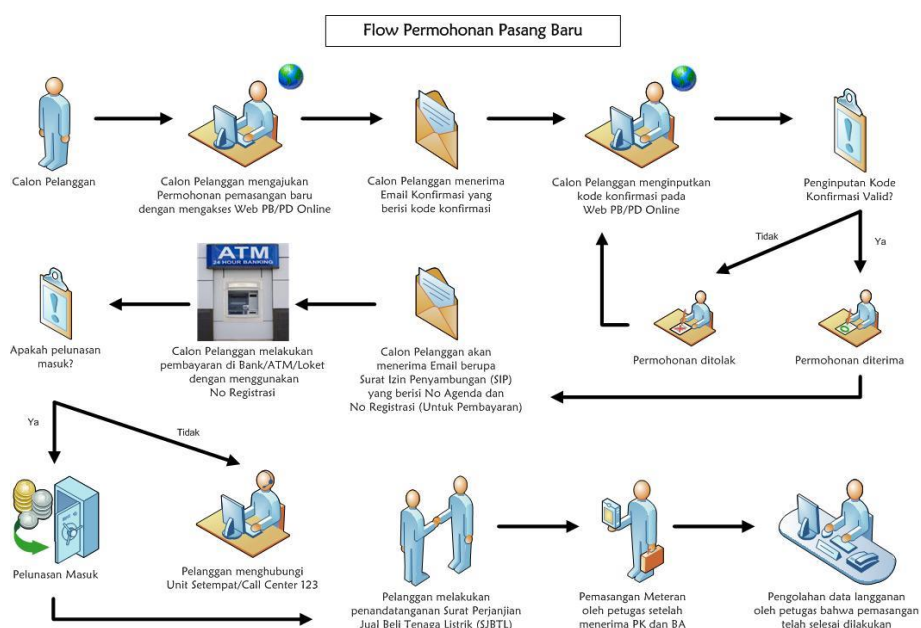 Flow Permohonan Pasang Baru
Calon Pelanggan
Calon Pelanggan mengajukan
Permohonan pemasangan baru
dengan mengakses Web PB/PD Online
Calon Pelanggan menerima
Email Konfirmasi yang
berisi kode konfirmasi
Calon Pelanggan menginputkan
kode konfirmasi pada
Web PB/PD Online
Penginputan Kode
Konfirmasi Valid?
Tidak
Ya
Permohonan ditolak
Permohonan diterima
Calon Pelanggan akan
menerima Email berupa
Surat Izin Penyambungan (SIP)
yang berisi No Agenda dan
No Registrasi (Untuk Pembayaran)
ATM
24 HOUR BANKING
Calon Pelanggan melakukan
pembayaran di Bank/ATM/Loket
dengan menggunakan
No Registrasi
Apakah pelunasan
masuk?
Ya
Tidak
Pelunasan Masuk
Pelanggan menghubungi
Unit Setempat/Call Center 123
Pelanggan melakukan
penandatanganan Surat Perjanjian
Jual Beli Tenaga Listrik (SJBTL)
Pemasangan Meteran
oleh petugas setelah
menerima PK dan BA
Pengolahan data langganan
oleh petugas bahwa pemasangan
telah selesai dilakukan